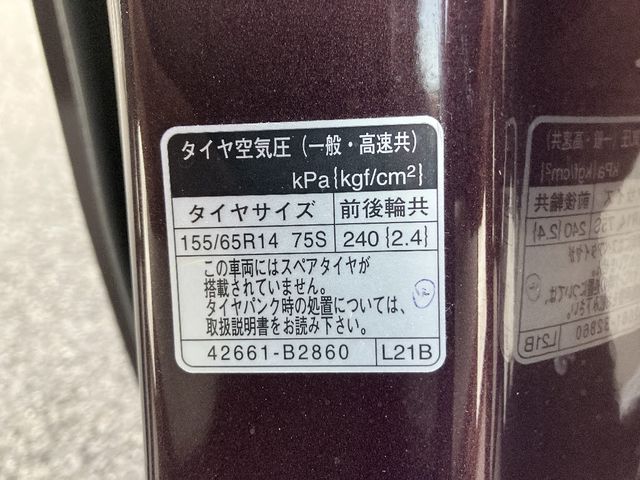 タイヤ空気圧（一般・高速共）
kPa{kgf/cm²}
タイヤサイズ 前後輪共
155/65R14 75S 240{2.4}
この車両にはスペアタイヤが
搭載されていません。
タイヤパンク時の処置については、
取扱説明書をお読み下さい。
42661-B2860 L21B